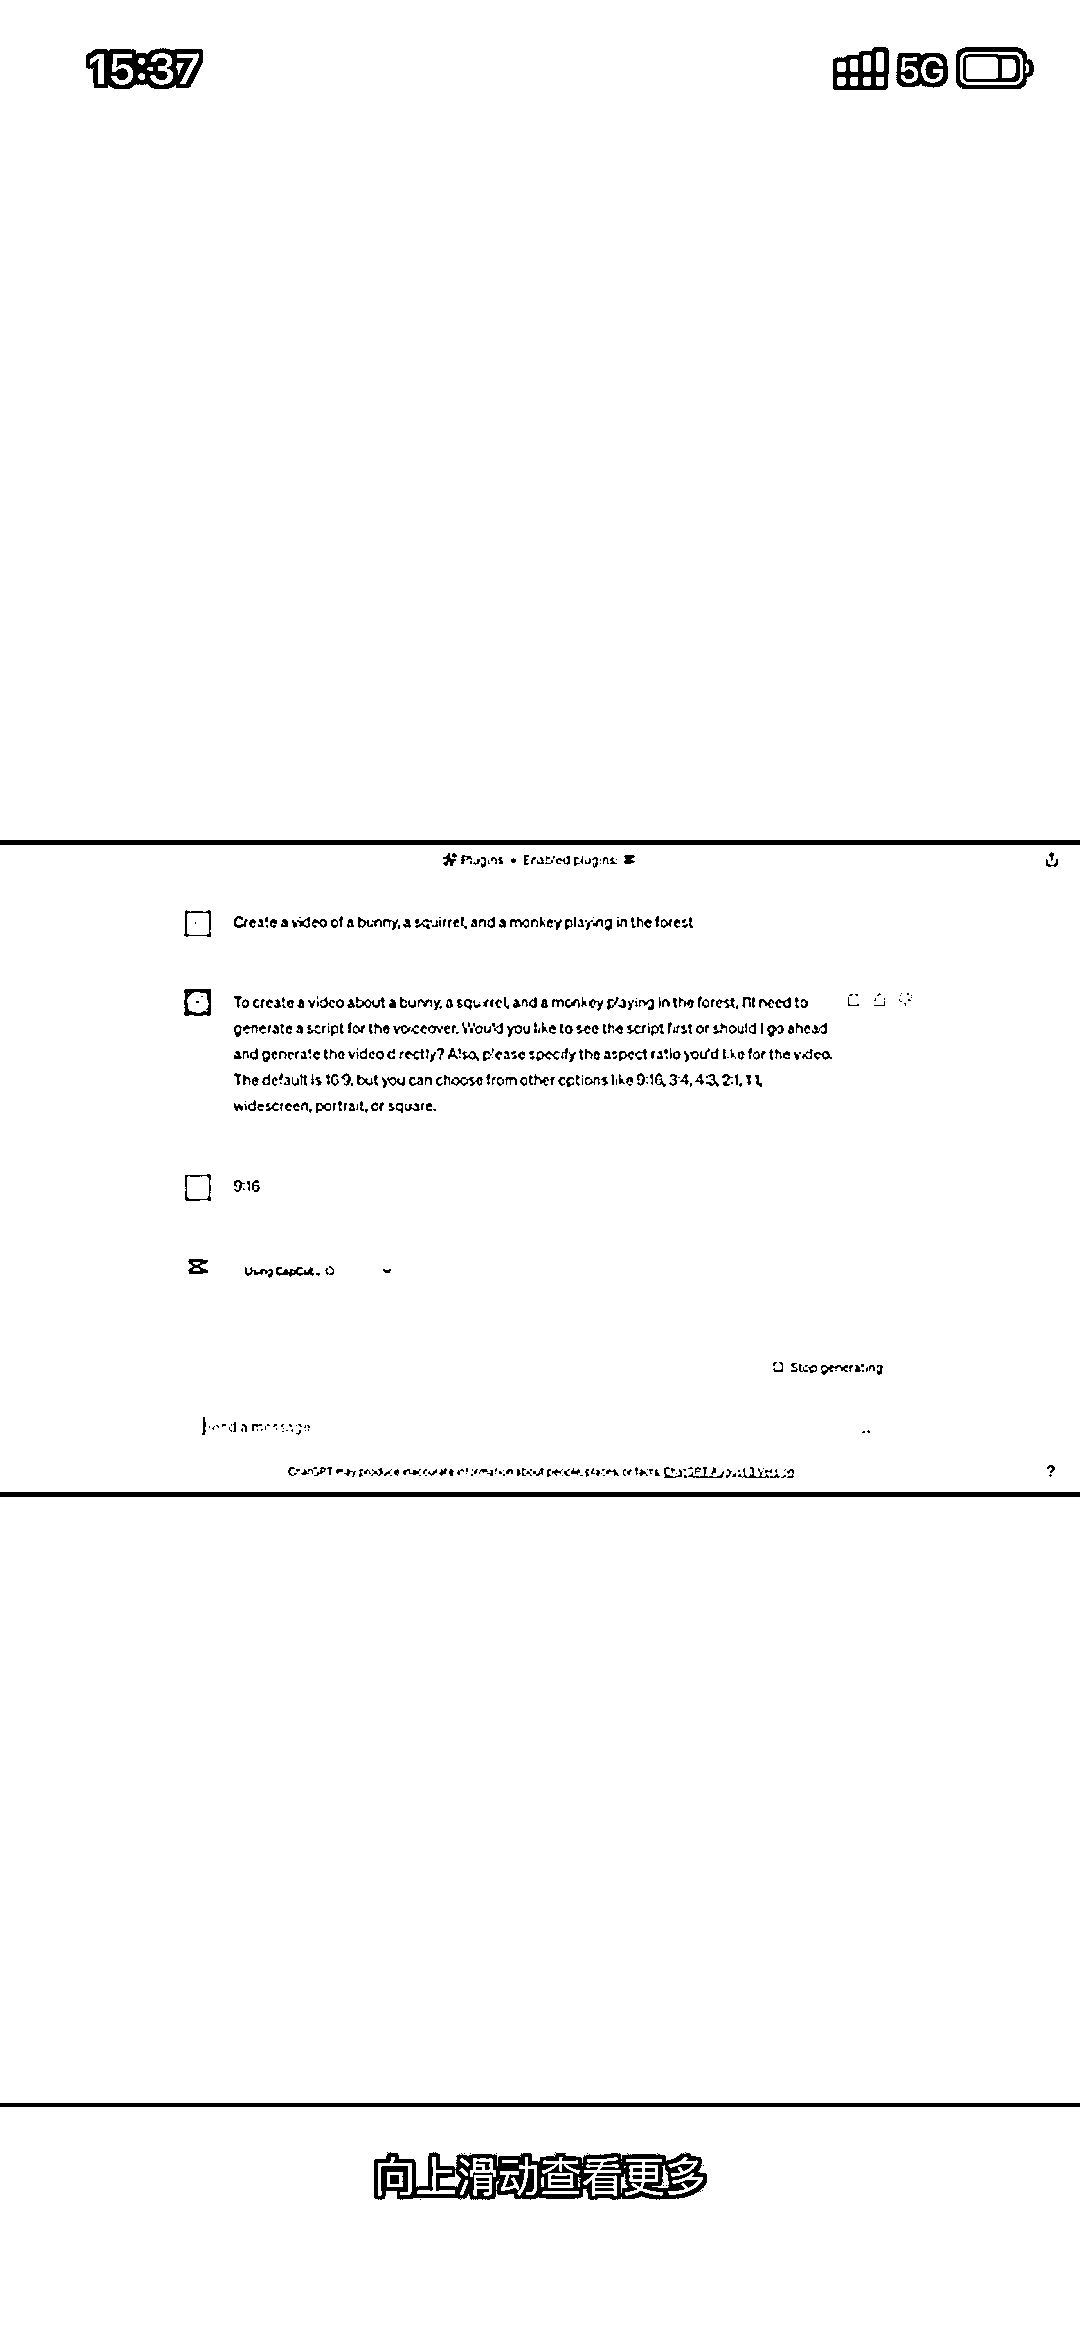 15:37
5G
Plugins • Enabled plugins:
Create a video of a bunny, a squirrel, and a monkey playing in the forest
To create a video about a bunny, a squirrel, and a monkey playing in the forest, I'll need to
generate a script for the voiceover. Would you like to see the script first or should I go ahead
and generate the video directly? Also, please specify the aspect ratio you'd like for the video.
The default is 16:9, but you can choose from other options like 9:16, 3:4, 4:3, 2:1, 1:1,
widescreen, portrait, or square.
9:16
Using CapCut...
Stop generating
Send a message
ChatGPT may produce inaccurate information about people, places, or facts. ChatGPT August 3 Version
?
向上滑动查看更多